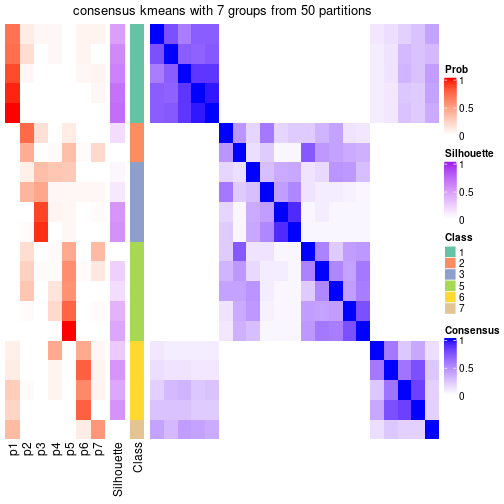 consensus kmeans with 7 groups from 50 partitions
Prob
1
0.5
0
Silhouette
1
0.5
0
Class
1
2
3
5
6
7
Consensus
1
0.5
0
p1
p2
p3
p4
p5
p6
p7
Silhouette
Class